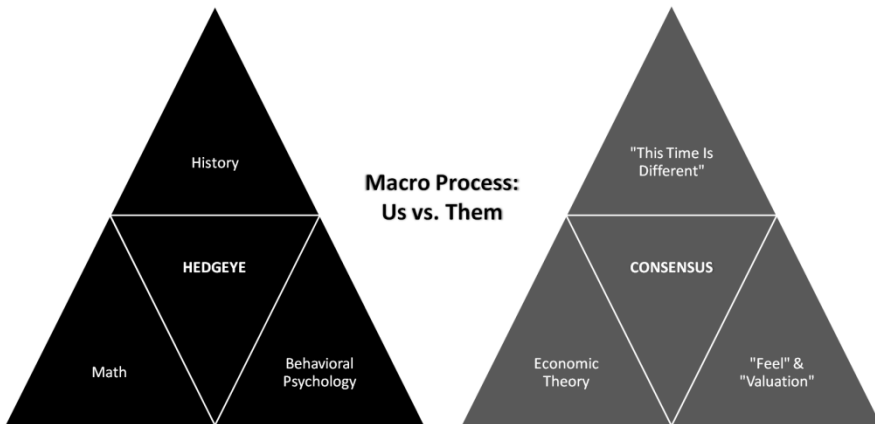 History
HEDGEYE
Math
Behavioral
Psychology
Macro Process:
Us vs. Them
"This Time Is
Different"
CONSENSUS
Economic
Theory
"Feel" &
"Valuation"